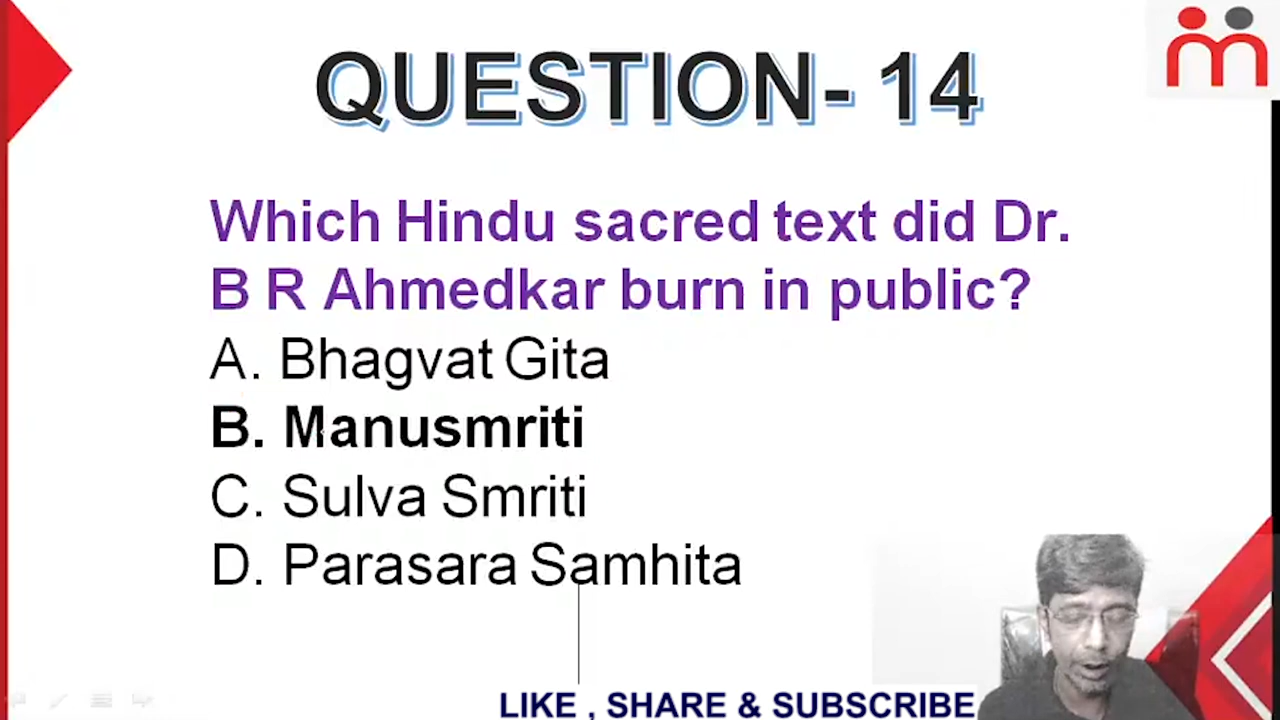 QUESTION- 14
Which Hindu sacred text did Dr.
B R Ahmedkar burn in public?
A. Bhagvat Gita
B. Manusmriti
C. Sulva Smriti
D. Parasara Samhita
LIKE , SHARE & SUBSCRIBE